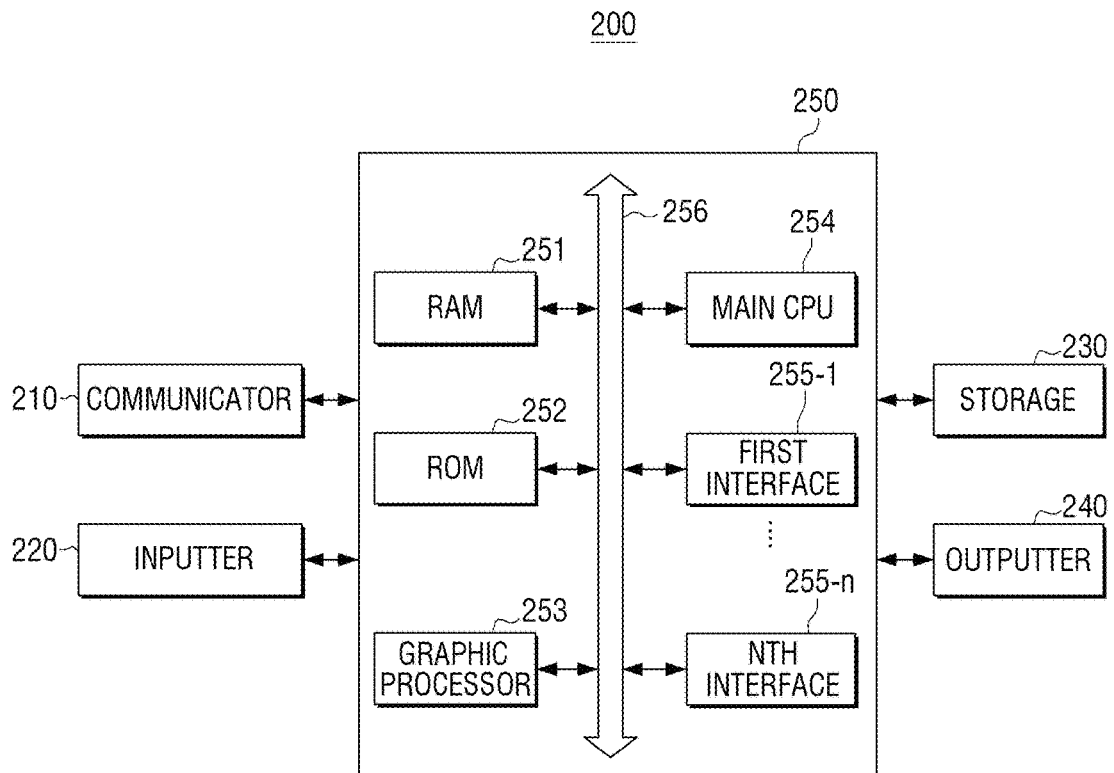 200
250
256
251
RAM
254
MAIN CPU
210
COMMUNICATOR
230
STORAGE
252
ROM
255-1
FIRST
INTERFACE
220
INPUTTER
240
OUTPUTTER
253
GRAPHIC
PROCESSOR
255-n
NTH
INTERFACE